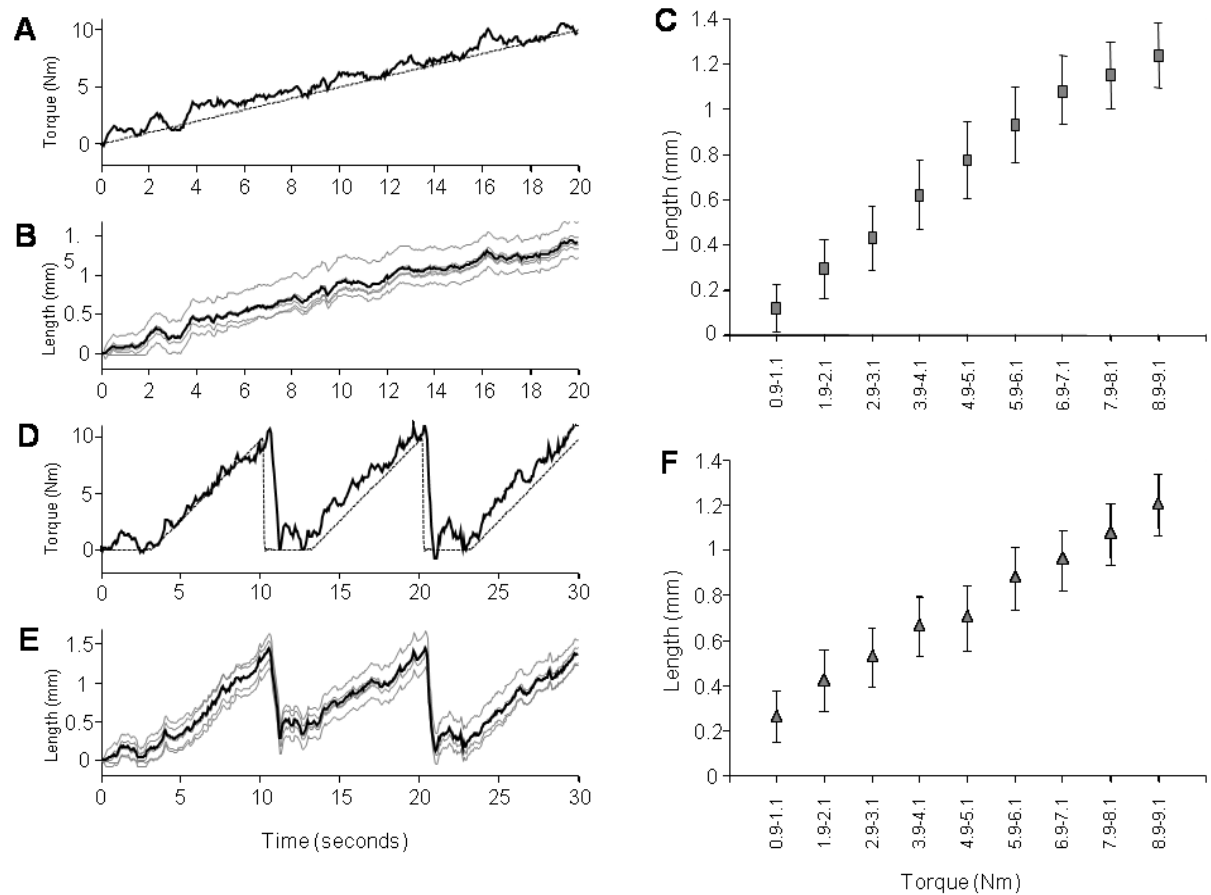 A
Torque (Nm)
10
5
0
0 2 4 6 8 10 12 14 16 18 20
B
Length (mm)
1.
5
1
0.5
0
0 2 4 6 8 10 12 14 16 18 20
D
Torque (Nm)
10
5
0
0 5 10 15 20 25 30
E
Length (mm)
1.5
1
0.5
0
0 5 10 15 20 25 30
Time (seconds)
C
Length (mm)
1.4
1.2
1
0.8
0.6
0.4
0.2
0
0.9-1.1
1.9-2.1
2.9-3.1
3.9-4.1
4.9-5.1
5.9-6.1
6.9-7.1
7.9-8.1
8.9-9.1
F
Length (mm)
1.4
1.2
1
0.8
0.6
0.4
0.2
0
0.9-1.1
1.9-2.1
2.9-3.1
3.9-4.1
4.9-5.1
5.9-6.1
6.9-7.1
7.9-8.1
8.9-9.1
Torque (Nm)